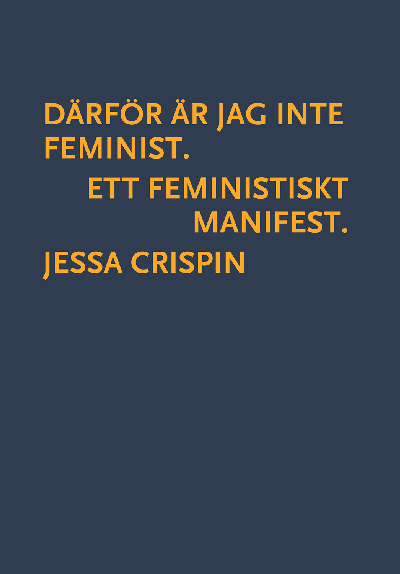 DÄRFÖR ÄR JAG INTE
FEMINIST.
ETT FEMINISTISKT
MANIFEST.
JESSA CRISPIN